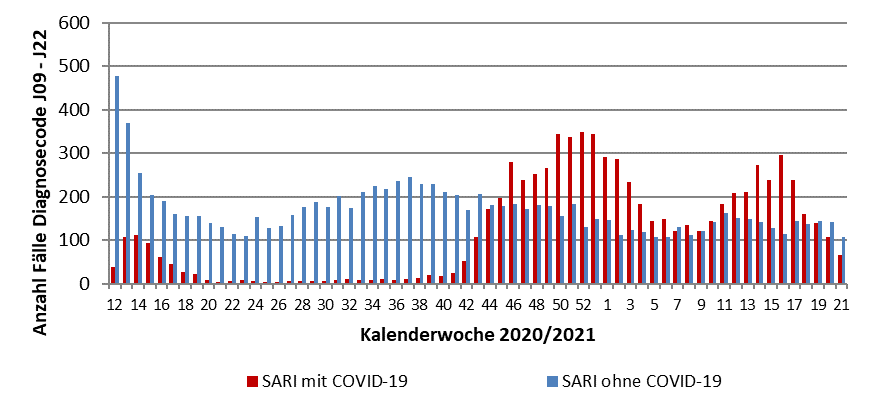 Anzahl Fälle Diagnosecode J09 - J22
600
500
400
300
200
100
0
12 14 16 18 20 22 24 26 28 30 32 34 36 38 40 42 44 46 48 50 52 1 3 5 7 9 11 13 15 17 19 21
Kalenderwoche 2020/2021
SARI mit COVID-19 SARI ohne COVID-19